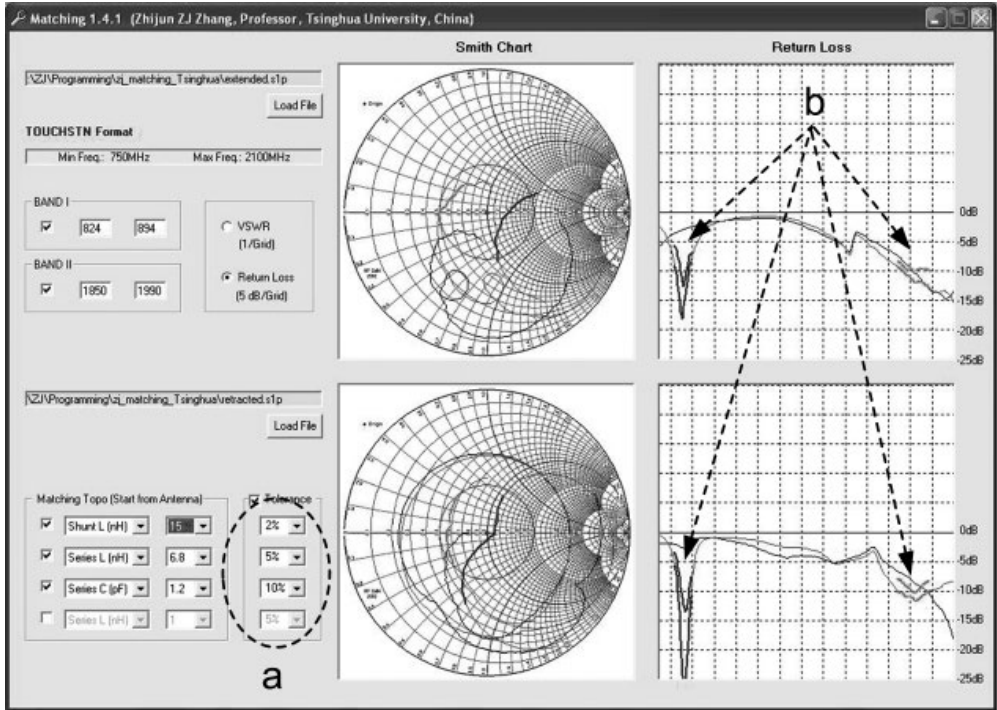 Matching 1.4.1 (Zhijun ZJ Zhang, Professor, Tsinghua University, China)
Smith Chart
Return Loss
:\ZJ\Programming\zj_matching_Tsinghua\extended.s1p
Load File
TOUCHSTN Format
Min Freq.: 750MHz Max Freq.: 2100MHz
BAND I
824 894
BAND II
1850 1990
VSWR
(1/Grid)
Return Loss
(5 dB/Grid)
Origin
b
0dB
-5dB
-10dB
-15dB
-20dB
-25dB
\ZJ\Programming\zj_matching_Tsinghua\retracted.s1p
Load File
Matching Topo (Start from Antenna)
Tolerance
Shunt L (nH) 15 2%
Series L (nH) 6.8 5%
Series C (pF) 1.2 10%
Series L (nH) 1 5%
a
Origin
0dB
-5dB
-10dB
-15dB
-20dB
-25dB